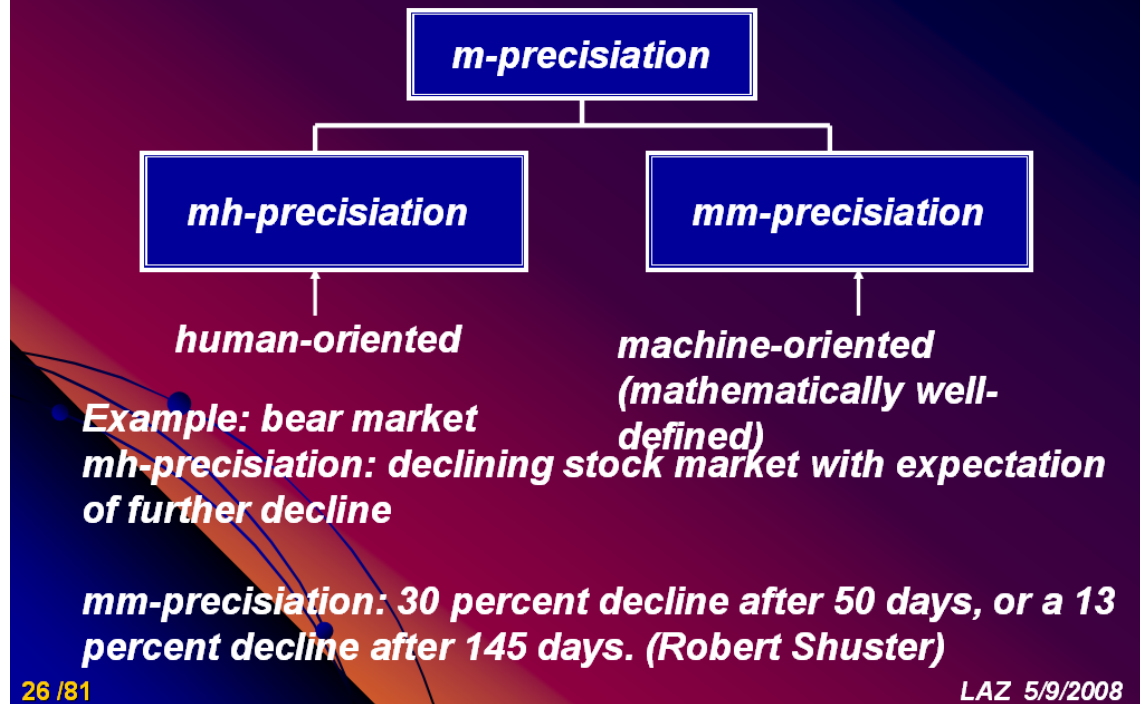 m-precisiation
mh-precisiation
mm-precisiation
human-oriented
machine-oriented
(mathematically well-
defined)
Example: bear market
mh-precisiation: declining stock market with expectation
of further decline
mm-precisiation: 30 percent decline after 50 days, or a 13
percent decline after 145 days. (Robert Shuster)
26 /81
LAZ 5/9/2008